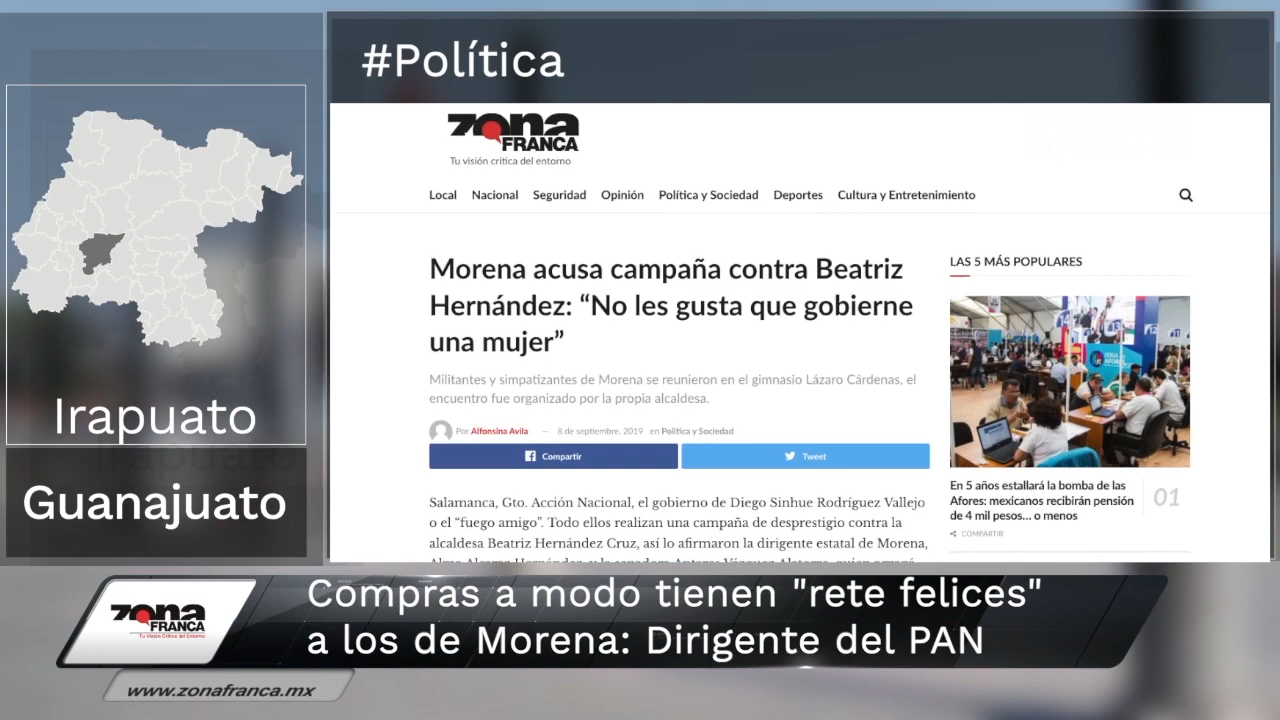 #Política
ZONA
FRANCA
Tu visión crítica del entorno
Local Nacional Seguridad Opinión Política y Sociedad Deportes Cultura y Entretenimiento
Morena acusa campaña contra Beatriz
Hernández: “No les gusta que gobierne
una mujer”
Militantes y simpatizantes de Morena se reunieron en el gimnasio Lázaro Cárdenas, el
encuentro fue organizado por la propia alcaldesa.
Por Alfonsina Avila — 8 de septiembre, 2019 en Política y Sociedad
Compartir
Tweet
Salamanca, Gto. Acción Nacional, el gobierno de Diego Sinhue Rodríguez Vallejo
o el “fuego amigo”. Todo ellos realizan una campaña de desprestigio contra la
alcaldesa Beatriz Hernández Cruz, así lo afirmaron la dirigente estatal de Morena,
LAS 5 MÁS POPULARES
14
13
12
11
En 5 años estallará la bomba de las
Afores: mexicanos recibirán pensión
de 4 mil pesos... o menos
01
COMPARTIR
Irapuato
Guanajuato
ZONA
FRANCA
Tu Visión Crítica del Entorno
Compras a modo tienen "rete felices"
a los de Morena: Dirigente del PAN
www.zonafranca.mx